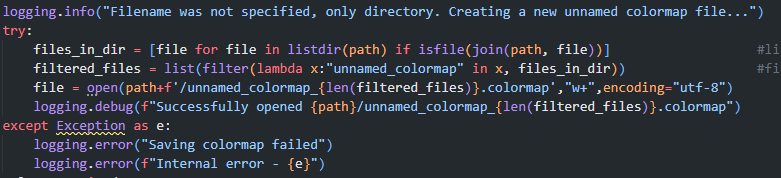 logging.info("Filename was not specified, only directory. Creating a new unnamed colormap file...")
try:
    files_in_dir = [file for file in listdir(path) if isfile(join(path, file))] #li
    filtered_files = list(filter(lambda x:"unnamed_colormap" in x, files_in_dir)) #fi
    file = open(path+f'/unnamed_colormap_{len(filtered_files)}.colormap',"w+",encoding="utf-8")
    logging.debug(f"Successfully opened {path}/unnamed_colormap_{len(filtered_files)}.colormap")
except Exception as e:
    logging.error("Saving colormap failed")
    logging.error(f"Internal error - {e}")